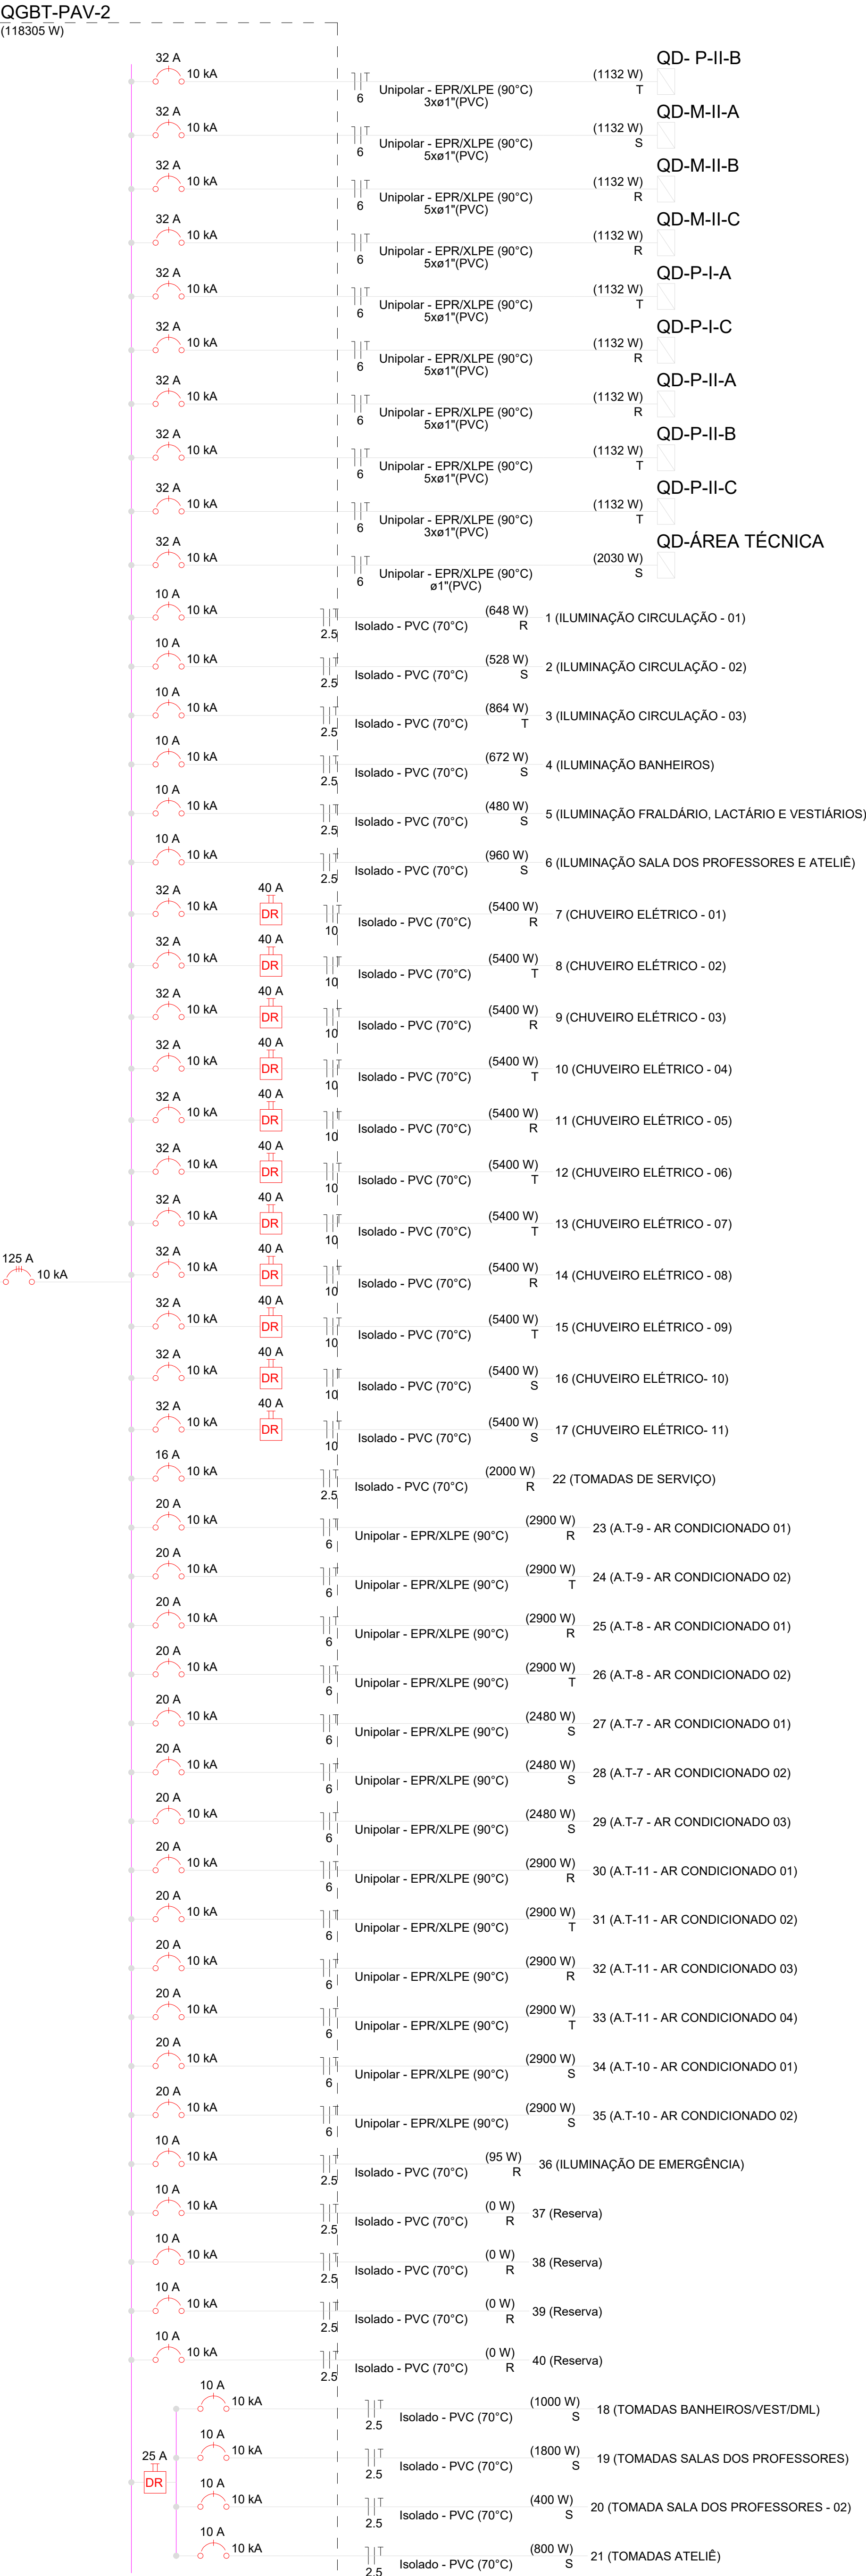 QGBT-PAV-2
(118305 W)
32 A 10 kA 6 Unipolar - EPR/XLPE (90°C) 3xø1"(PVC) (1132 W) T QD- P-II-B
32 A 10 kA 6 Unipolar - EPR/XLPE (90°C) 5xø1"(PVC) (1132 W) S QD-M-II-A
32 A 10 kA 6 Unipolar - EPR/XLPE (90°C) 5xø1"(PVC) (1132 W) R QD-M-II-B
32 A 10 kA 6 Unipolar - EPR/XLPE (90°C) 5xø1"(PVC) (1132 W) R QD-M-II-C
32 A 10 kA 6 Unipolar - EPR/XLPE (90°C) 5xø1"(PVC) (1132 W) T QD-P-I-A
32 A 10 kA 6 Unipolar - EPR/XLPE (90°C) 5xø1"(PVC) (1132 W) R QD-P-I-C
32 A 10 kA 6 Unipolar - EPR/XLPE (90°C) 5xø1"(PVC) (1132 W) R QD-P-II-A
32 A 10 kA 6 Unipolar - EPR/XLPE (90°C) 5xø1"(PVC) (1132 W) T QD-P-II-B
32 A 10 kA 6 Unipolar - EPR/XLPE (90°C) 3xø1"(PVC) (1132 W) T QD-P-II-C
32 A 10 kA 6 Unipolar - EPR/XLPE (90°C) ø1"(PVC) (2030 W) S QD-ÁREA TÉCNICA
10 A 10 kA 2.5 Isolado - PVC (70°C) (648 W) R 1 (ILUMINAÇÃO CIRCULAÇÃO - 01)
10 A 10 kA 2.5 Isolado - PVC (70°C) (528 W) S 2 (ILUMINAÇÃO CIRCULAÇÃO - 02)
10 A 10 kA 2.5 Isolado - PVC (70°C) (864 W) T 3 (ILUMINAÇÃO CIRCULAÇÃO - 03)
10 A 10 kA 2.5 Isolado - PVC (70°C) (672 W) S 4 (ILUMINAÇÃO BANHEIROS)
10 A 10 kA 2.5 Isolado - PVC (70°C) (480 W) S 5 (ILUMINAÇÃO FRALDÁRIO, LACTÁRIO E VESTIÁRIOS)
10 A 10 kA 2.5 Isolado - PVC (70°C) (960 W) S 6 (ILUMINAÇÃO SALA DOS PROFESSORES E ATELIÊ)
32 A 10 kA 40 A DR 10 Isolado - PVC (70°C) (5400 W) R 7 (CHUVEIRO ELÉTRICO - 01)
32 A 10 kA 40 A DR 10 Isolado - PVC (70°C) (5400 W) T 8 (CHUVEIRO ELÉTRICO - 02)
32 A 10 kA 40 A DR 10 Isolado - PVC (70°C) (5400 W) R 9 (CHUVEIRO ELÉTRICO - 03)
32 A 10 kA 40 A DR 10 Isolado - PVC (70°C) (5400 W) T 10 (CHUVEIRO ELÉTRICO - 04)
32 A 10 kA 40 A DR 10 Isolado - PVC (70°C) (5400 W) R 11 (CHUVEIRO ELÉTRICO - 05)
32 A 10 kA 40 A DR 10 Isolado - PVC (70°C) (5400 W) T 12 (CHUVEIRO ELÉTRICO - 06)
32 A 10 kA 40 A DR 10 Isolado - PVC (70°C) (5400 W) T 13 (CHUVEIRO ELÉTRICO - 07)
125 A 10 kA
32 A 10 kA 40 A DR 10 Isolado - PVC (70°C) (5400 W) R 14 (CHUVEIRO ELÉTRICO - 08)
32 A 10 kA 40 A DR 10 Isolado - PVC (70°C) (5400 W) T 15 (CHUVEIRO ELÉTRICO - 09)
32 A 10 kA 40 A DR 10 Isolado - PVC (70°C) (5400 W) S 16 (CHUVEIRO ELÉTRICO- 10)
32 A 10 kA 40 A DR 10 Isolado - PVC (70°C) (5400 W) S 17 (CHUVEIRO ELÉTRICO- 11)
16 A 10 kA 2.5 Isolado - PVC (70°C) (2000 W) R 22 (TOMADAS DE SERVIÇO)
20 A 10 kA 6 Unipolar - EPR/XLPE (90°C) (2900 W) R 23 (A.T-9 - AR CONDICIONADO 01)
20 A 10 kA 6 Unipolar - EPR/XLPE (90°C) (2900 W) T 24 (A.T-9 - AR CONDICIONADO 02)
20 A 10 kA 6 Unipolar - EPR/XLPE (90°C) (2900 W) R 25 (A.T-8 - AR CONDICIONADO 01)
20 A 10 kA 6 Unipolar - EPR/XLPE (90°C) (2900 W) T 26 (A.T-8 - AR CONDICIONADO 02)
20 A 10 kA 6 Unipolar - EPR/XLPE (90°C) (2480 W) S 27 (A.T-7 - AR CONDICIONADO 01)
20 A 10 kA 6 Unipolar - EPR/XLPE (90°C) (2480 W) S 28 (A.T-7 - AR CONDICIONADO 02)
20 A 10 kA 6 Unipolar - EPR/XLPE (90°C) (2480 W) S 29 (A.T-7 - AR CONDICIONADO 03)
20 A 10 kA 6 Unipolar - EPR/XLPE (90°C) (2900 W) R 30 (A.T-11 - AR CONDICIONADO 01)
20 A 10 kA 6 Unipolar - EPR/XLPE (90°C) (2900 W) T 31 (A.T-11 - AR CONDICIONADO 02)
20 A 10 kA 6 Unipolar - EPR/XLPE (90°C) (2900 W) R 32 (A.T-11 - AR CONDICIONADO 03)
20 A 10 kA 6 Unipolar - EPR/XLPE (90°C) (2900 W) T 33 (A.T-11 - AR CONDICIONADO 04)
20 A 10 kA 6 Unipolar - EPR/XLPE (90°C) (2900 W) S 34 (A.T-10 - AR CONDICIONADO 01)
20 A 10 kA 6 Unipolar - EPR/XLPE (90°C) (2900 W) S 35 (A.T-10 - AR CONDICIONADO 02)
10 A 10 kA 2.5 Isolado - PVC (70°C) (95 W) R 36 (ILUMINAÇÃO DE EMERGÊNCIA)
10 A 10 kA 2.5 Isolado - PVC (70°C) (0 W) R 37 (Reserva)
10 A 10 kA 2.5 Isolado - PVC (70°C) (0 W) R 38 (Reserva)
10 A 10 kA 2.5 Isolado - PVC (70°C) (0 W) R 39 (Reserva)
10 A 10 kA 2.5 Isolado - PVC (70°C) (0 W) R 40 (Reserva)
10 A 10 kA 2.5 Isolado - PVC (70°C) (1000 W) S 18 (TOMADAS BANHEIROS/VEST/DML)
10 A 10 kA 2.5 Isolado - PVC (70°C) (1800 W) S 19 (TOMADAS SALAS DOS PROFESSORES)
25 A DR
10 A 10 kA 2.5 Isolado - PVC (70°C) (400 W) S 20 (TOMADA SALA DOS PROFESSORES - 02)
10 A 10 kA 2.5 Isolado - PVC (70°C) (800 W) S 21 (TOMADAS ATELIÊ)